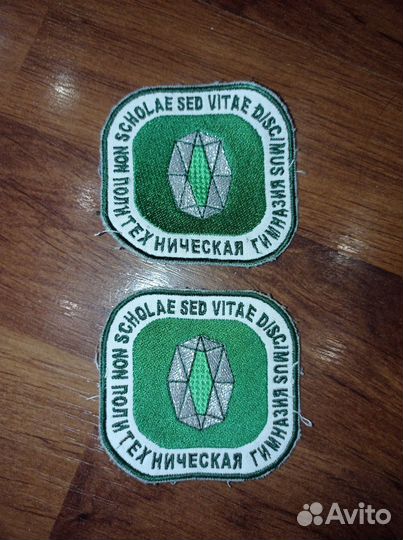 NON SCHOLAE SED VITAE DISCIMUS
ПОЛИТЕХНИЧЕСКАЯ ГИМНАЗИЯ
NON SCHOLAE SED VITAE DISCIMUS
ПОЛИТЕХНИЧЕСКАЯ ГИМНАЗИЯ
Avito